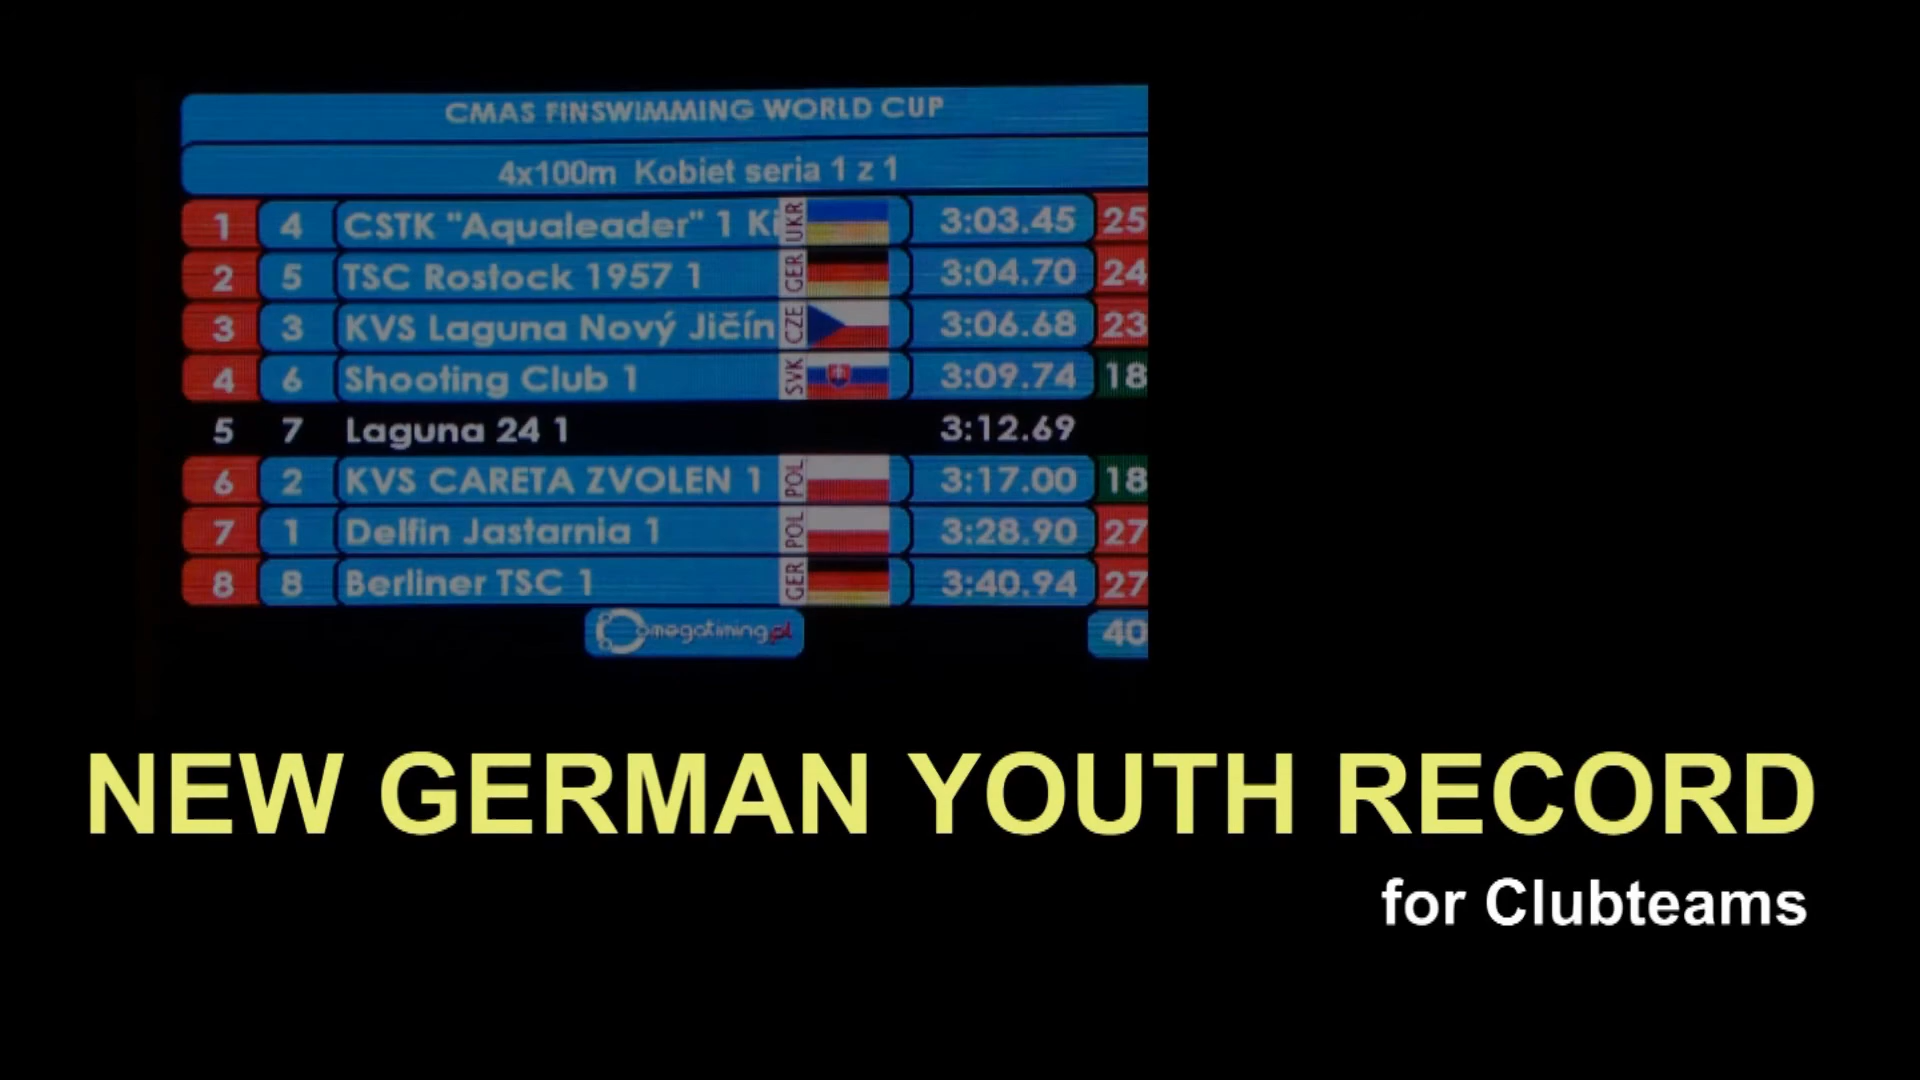 CMAS FINSWIMMING WORLD CUP
4x100m Kobiet seria 1 z 1
1 4 CSTK "Aqualeader" 1 Ki UKR 3:03.45 25
2 5 TSC Rostock 1957 1 GER 3:04.70 24
3 3 KVS Laguna Nový Jičín CZE 3:06.68 23
4 6 Shooting Club 1 SVK 3:09.74 18
5 7 Laguna 24 1 3:12.69
6 2 KVS CARETA ZVOLEN 1 POL 3:17.00 18
7 1 Delfin Jastarnia 1 POL 3:28.90 27
8 8 Berliner TSC 1 GER 3:40.94 27
omegatiming.pl 40
NEW GERMAN YOUTH RECORD
for Clubteams